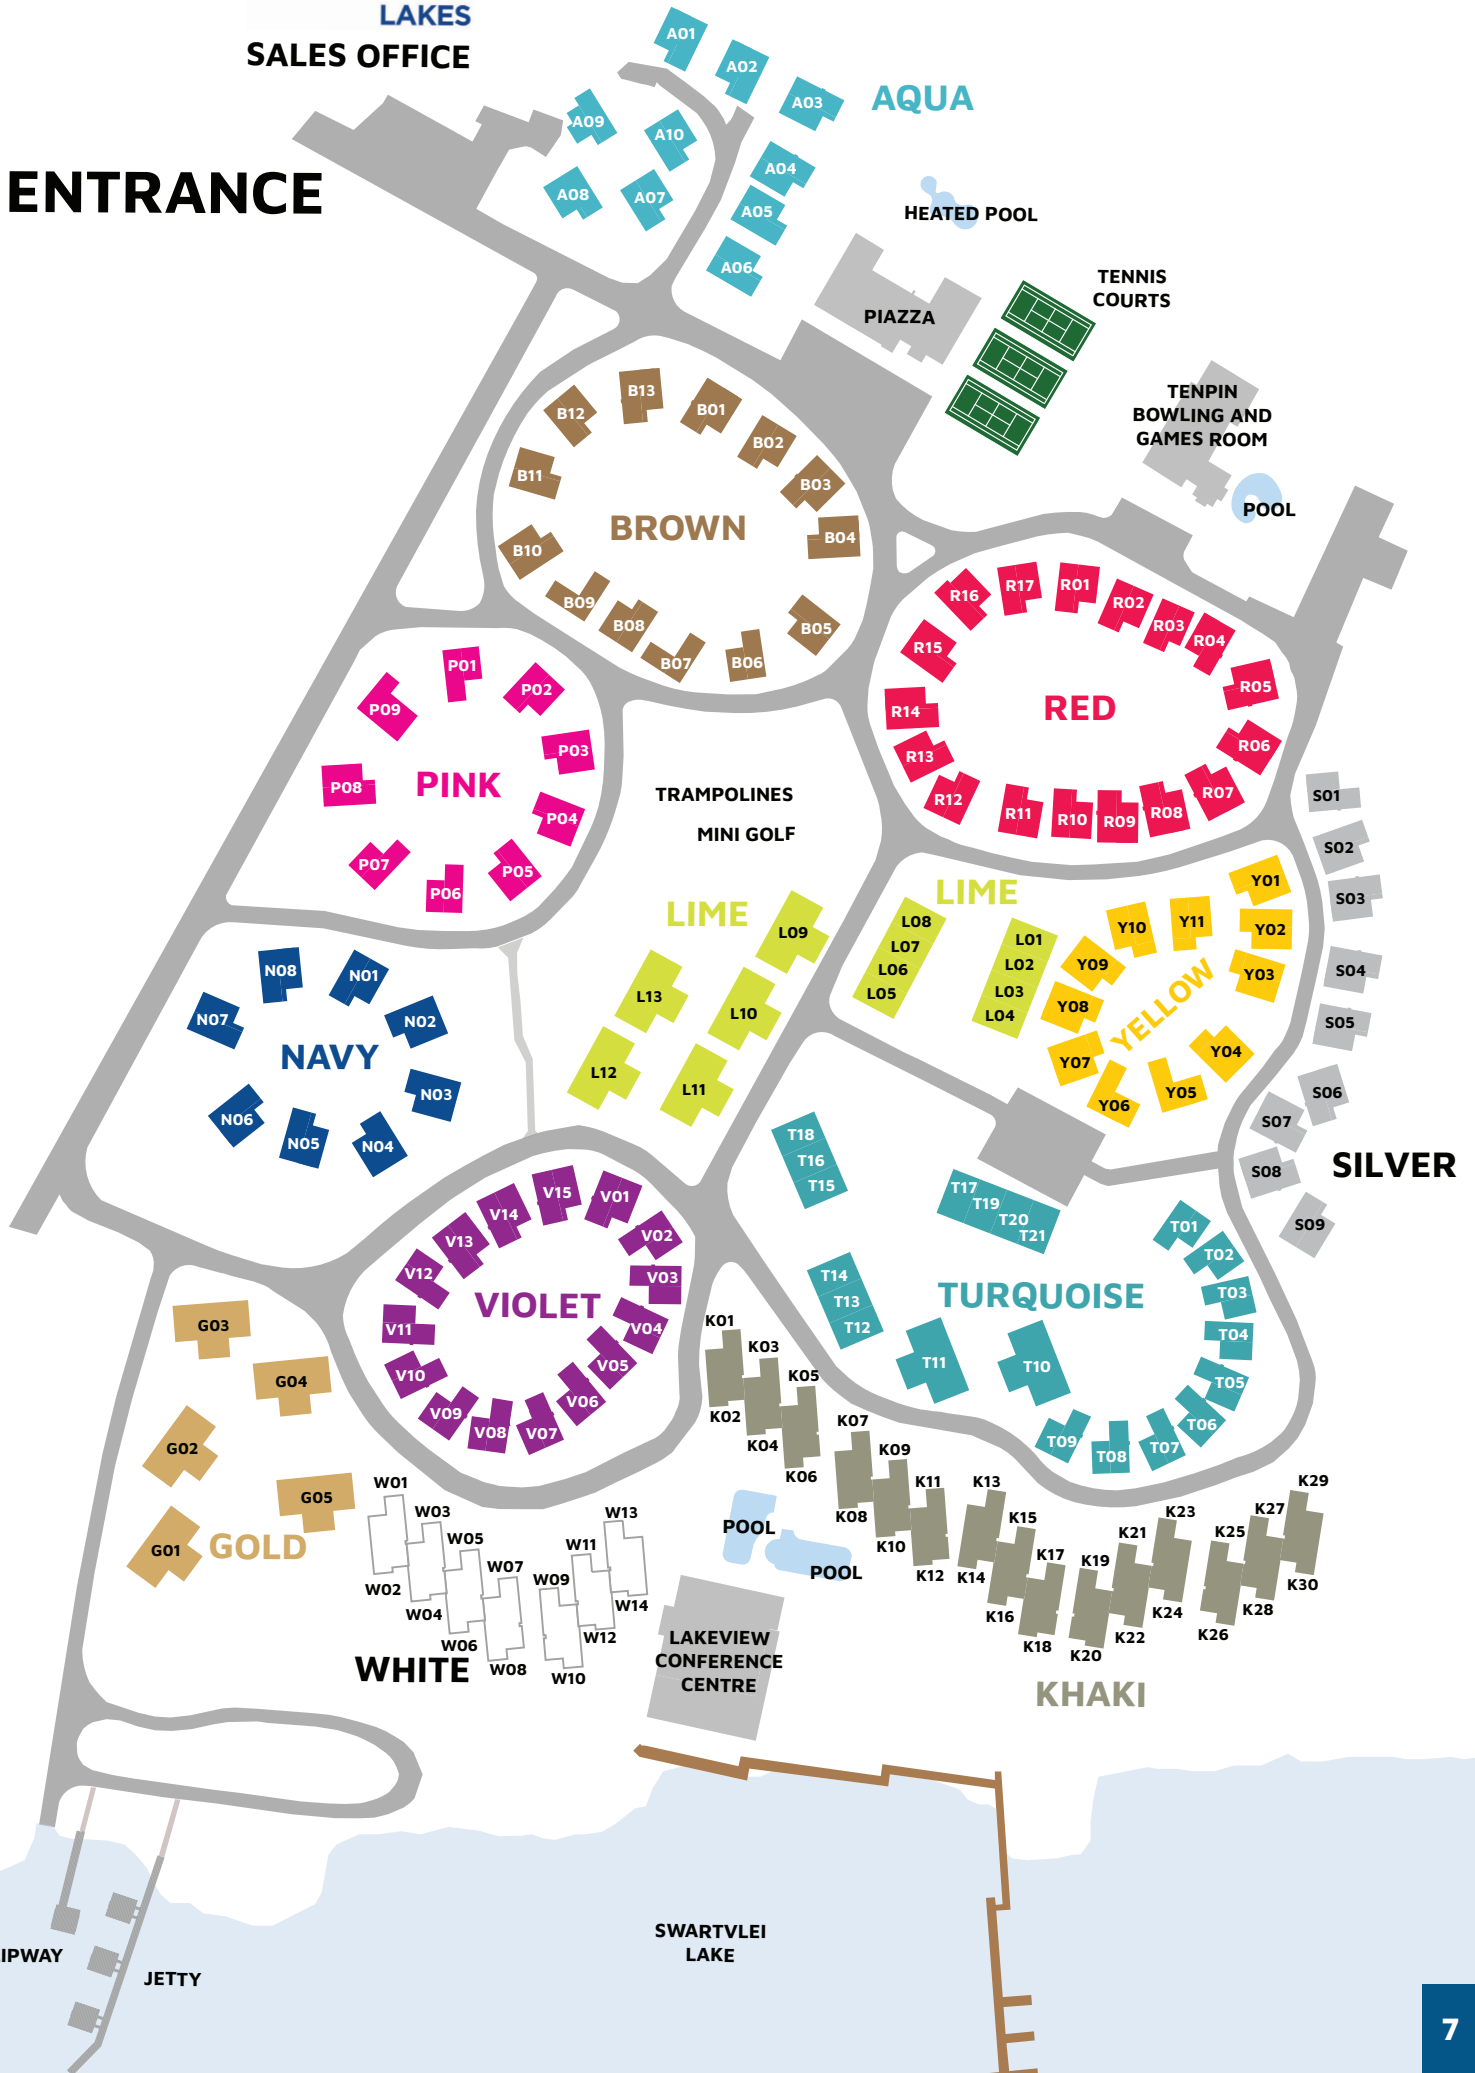 LAKES
SALES OFFICE
ENTRANCE
A01
A02
A03
AQUA
A09
A10
A04
A08
A07
A05
A06
HEATED POOL
TENNIS
COURTS
PIAZZA
TENPIN
BOWLING AND
GAMES ROOM
POOL
B13
B12
B01
B02
B11
B03
BROWN
B04
B10
B09
B08
B05
B07
B06
R16
R17
R01
R02
R03
R04
R15
R05
R14
RED
R13
R06
R12
R11
R10
R09
R08
R07
P01
P02
P09
P03
P08
PINK
P04
P07
P05
P06
TRAMPOLINES
MINI GOLF
S01
S02
S03
S04
S05
S06
S07
S08
S09
SILVER
LIME
L09
L13
L10
L12
L11
LIME
L08
L07
L06
L05
L01
L02
L03
L04
Y01
Y11
Y10
Y02
Y09
Y03
Y08
YELLOW
Y07
Y04
Y06
Y05
N08
N01
N07
N02
NAVY
N03
N06
N05
N04
T18
T16
T15
T17
T19
T20
T21
T01
T02
T14
T13
T12
TURQUOISE
T03
T04
T11
T10
T05
T06
T09
T08
T07
V15
V01
V14
V13
V02
V12
V03
VIOLET
V11
V04
V05
V10
V06
V09
V08
V07
G03
G04
G02
G05
G01
GOLD
K01
K03
K05
K02
K04
K06
K07
K09
K11
K08
K10
K12
K13
K15
K17
K14
K16
K18
K19
K21
K23
K20
K22
K24
K25
K27
K29
K26
K28
K30
KHAKI
W01
W03
W05
W07
W02
W04
W06
W08
W09
W11
W13
W10
W12
W14
WHITE
POOL
POOL
LAKEVIEW
CONFERENCE
CENTRE
SWARTVLEI
LAKE
IPWAY
JETTY
7